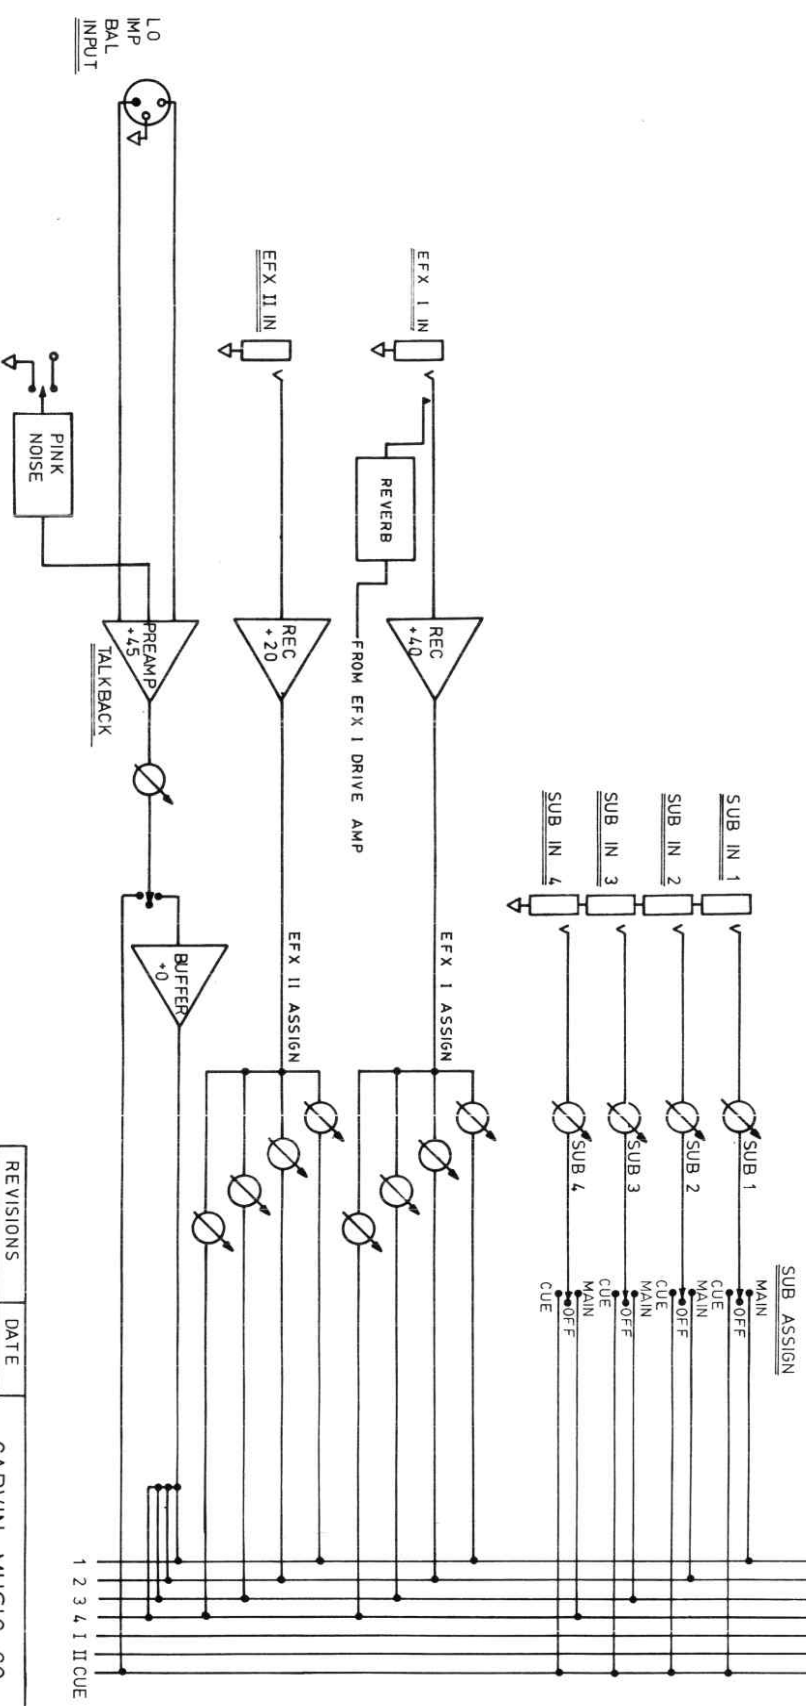 SUB ASSIGN
SUB IN 1
SUB 1
MAIN
OFF
CUE
SUB IN 2
SUB 2
MAIN
OFF
CUE
SUB IN 3
SUB 3
MAIN
OFF
CUE
SUB IN 4
SUB 4
MAIN
OFF
CUE
EFX I IN
REVERB
REC
+40
EFX I ASSIGN
FROM EFX I DRIVE AMP
EFX II IN
REC
+20
EFX II ASSIGN
LO
IMP
BAL
INPUT
PREAMP
+45
TALKBACK
BUFFER
+0
PINK
NOISE
1
2
3
4
I
II
CUE
REVISIONS
DATE
CARVIN MUSIC CO